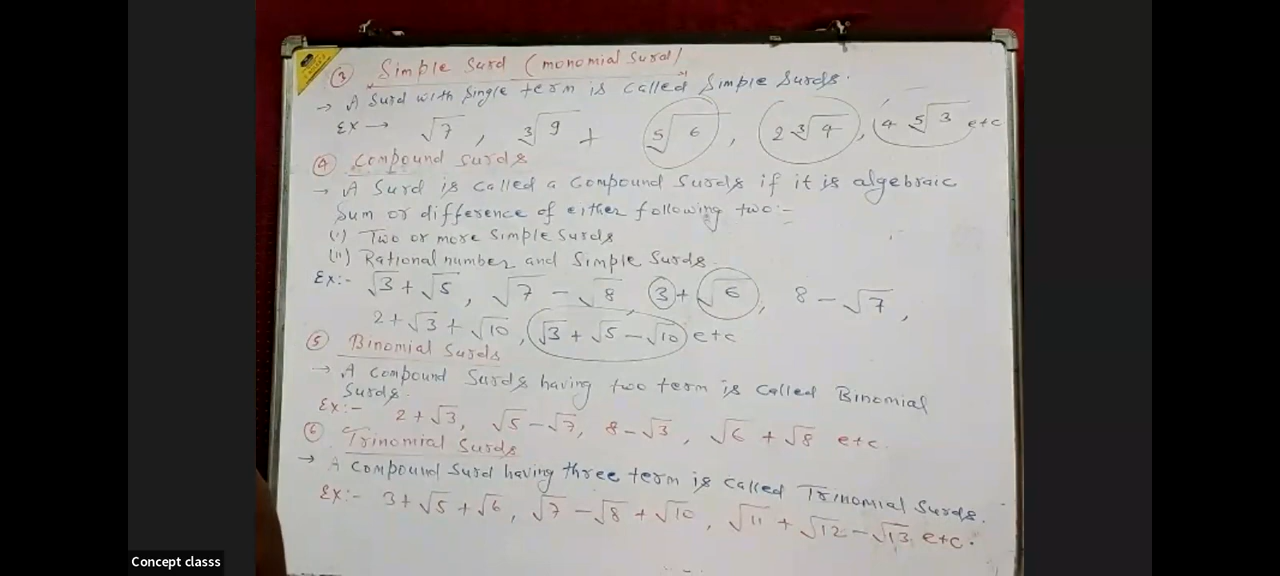 ③ Simple Surd (monomial Surd)
→ A Surd with single term is called Simple Surds.
Ex → √7, ∛9 + ⁵√6, 2∛4, 4 ⁵√3 etc
④ Compound Surds
→ A Surd is called a Compound Surds if it is algebraic
Sum or difference of either following two:-
(i) Two or more Simple Surds
(ii) Rational number and Simple Surds.
Ex:- √3 + √5, √7 - √8 3 + √6, 8 - √7,
2 + √3 + √10, √3 + √5 - √10 etc
⑤ Binomial Surds
→ A Compound Surds having two term is called Binomial
Surds.
Ex:- 2 + √3, √5 - √7, 8 - √3, √6 + √8 etc.
⑥ Trinomial Surds
→ A Compound Surd having three term is called Trinomial Surds.
Ex:- 3 + √5 + √6, √7 - √8 + √10, √11 + √12 - √13, etc.
Concept classs